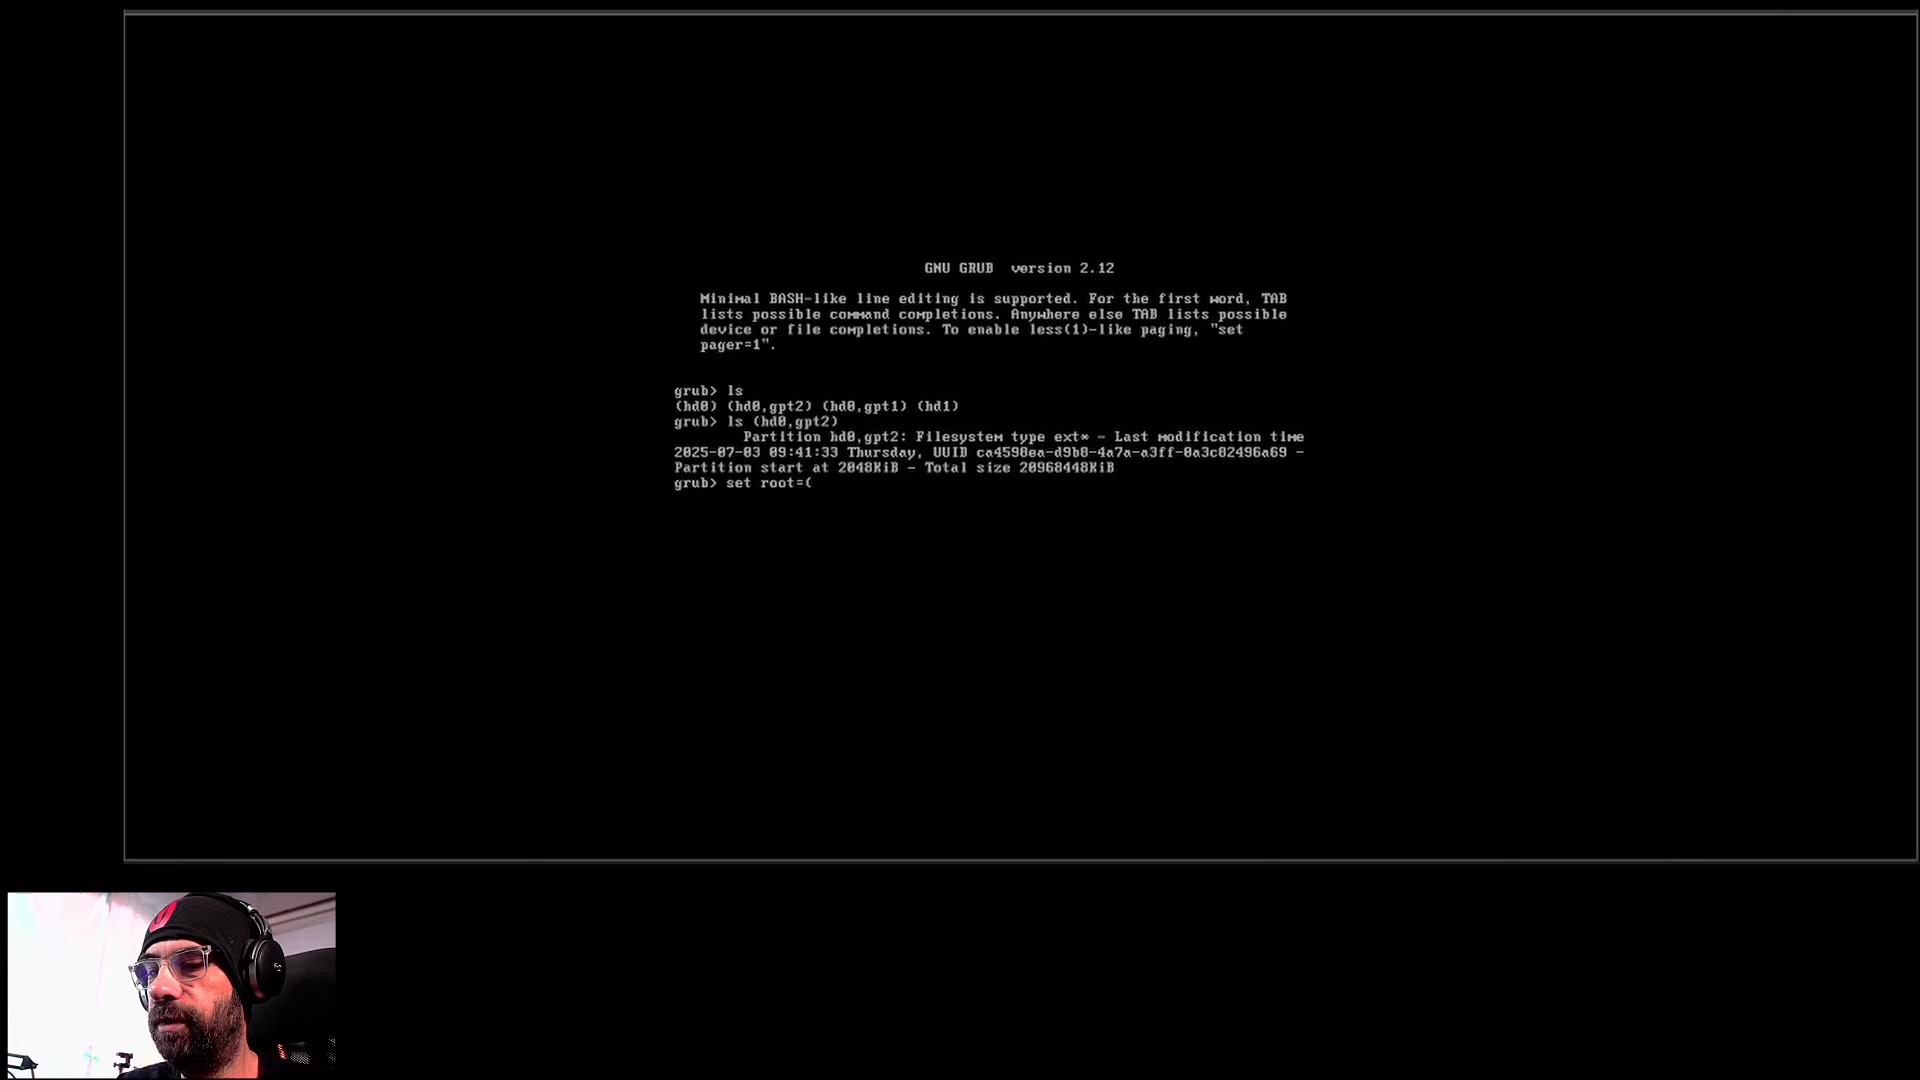 GNU GRUB  version 2.12
Minimal BASH-like line editing is supported. For the first word, TAB
lists possible command completions. Anywhere else TAB lists possible
device or file completions. To enable less(1)-like paging, "set
pager=1".
grub> ls
(hd0) (hd0,gpt2) (hd0,gpt1) (hd1)
grub> ls (hd0,gpt2)
Partition hd0,gpt2: Filesystem type ext* - Last modification time
2025-07-03 09:41:33 Thursday, UUID ca4598ea-d9b8-4a7a-a3ff-0a3c82496a69 -
Partition start at 2048KiB - Total size 20968448KiB
grub> set root=(